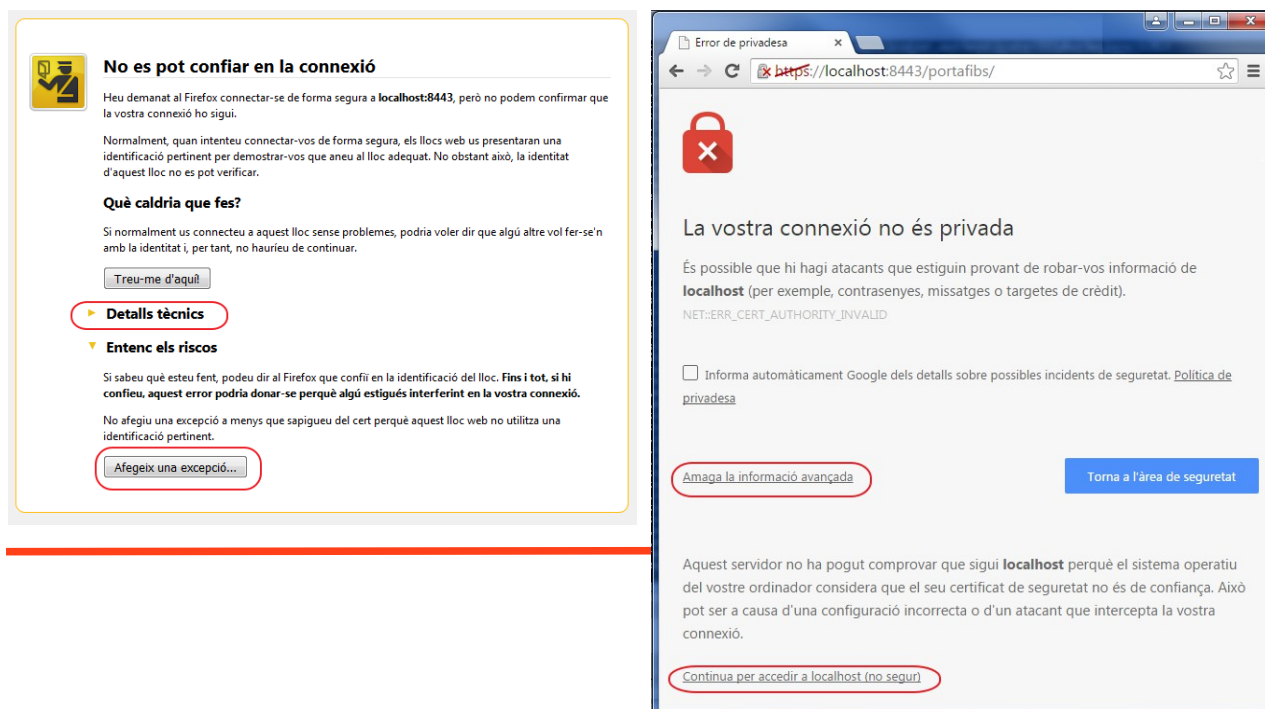 No es pot confiar en la connexió
Heu demanat al Firefox connectar-se de forma segura a localhost:8443, però no podem confirmar que
la vostra connexió ho sigui.
Normalment, quan intenteu connectar-vos de forma segura, els llocs web us presentaran una
identificació pertinent per demostrar-vos que aneu al lloc adequat. No obstant això, la identitat
d'aquest lloc no es pot verificar.
Què caldria que fes?
Si normalment us connecteu a aquest lloc sense problemes, podria voler dir que algú altre vol fer-se'n
amb la identitat i, per tant, no hauríeu de continuar.
Treu-me d'aquí!
Detalls tècnics
Entenc els riscos
Si sabeu què esteu fent, podeu dir al Firefox que confiï en la identificació del lloc. Fins i tot, si hi
confieu, aquest error podria donar-se perquè algú estigués interferint en la vostra connexió.
No afegiu una excepció a menys que sapigueu del cert perquè aquest lloc web no utilitza una
identificació pertinent.
Afegeix una excepció...
Error de privadesa
https://localhost:8443/portafibs/
La vostra connexió no és privada
És possible que hi hagi atacants que estiguin provant de robar-vos informació de
localhost (per exemple, contrasenyes, missatges o targetes de crèdit).
NET::ERR_CERT_AUTHORITY_INVALID
Informa automàticament Google dels detalls sobre possibles incidents de seguretat. Política de
privadesa
Amaga la informació avançada
Torna a l'àrea de seguretat
Aquest servidor no ha pogut comprovar que sigui localhost perquè el sistema operatiu
del vostre ordinador considera que el seu certificat de seguretat no és de confiança. Això
pot ser a causa d'una configuració incorrecta o d'un atacant que intercepta la vostra
connexió.
Continua per accedir a localhost (no segur)